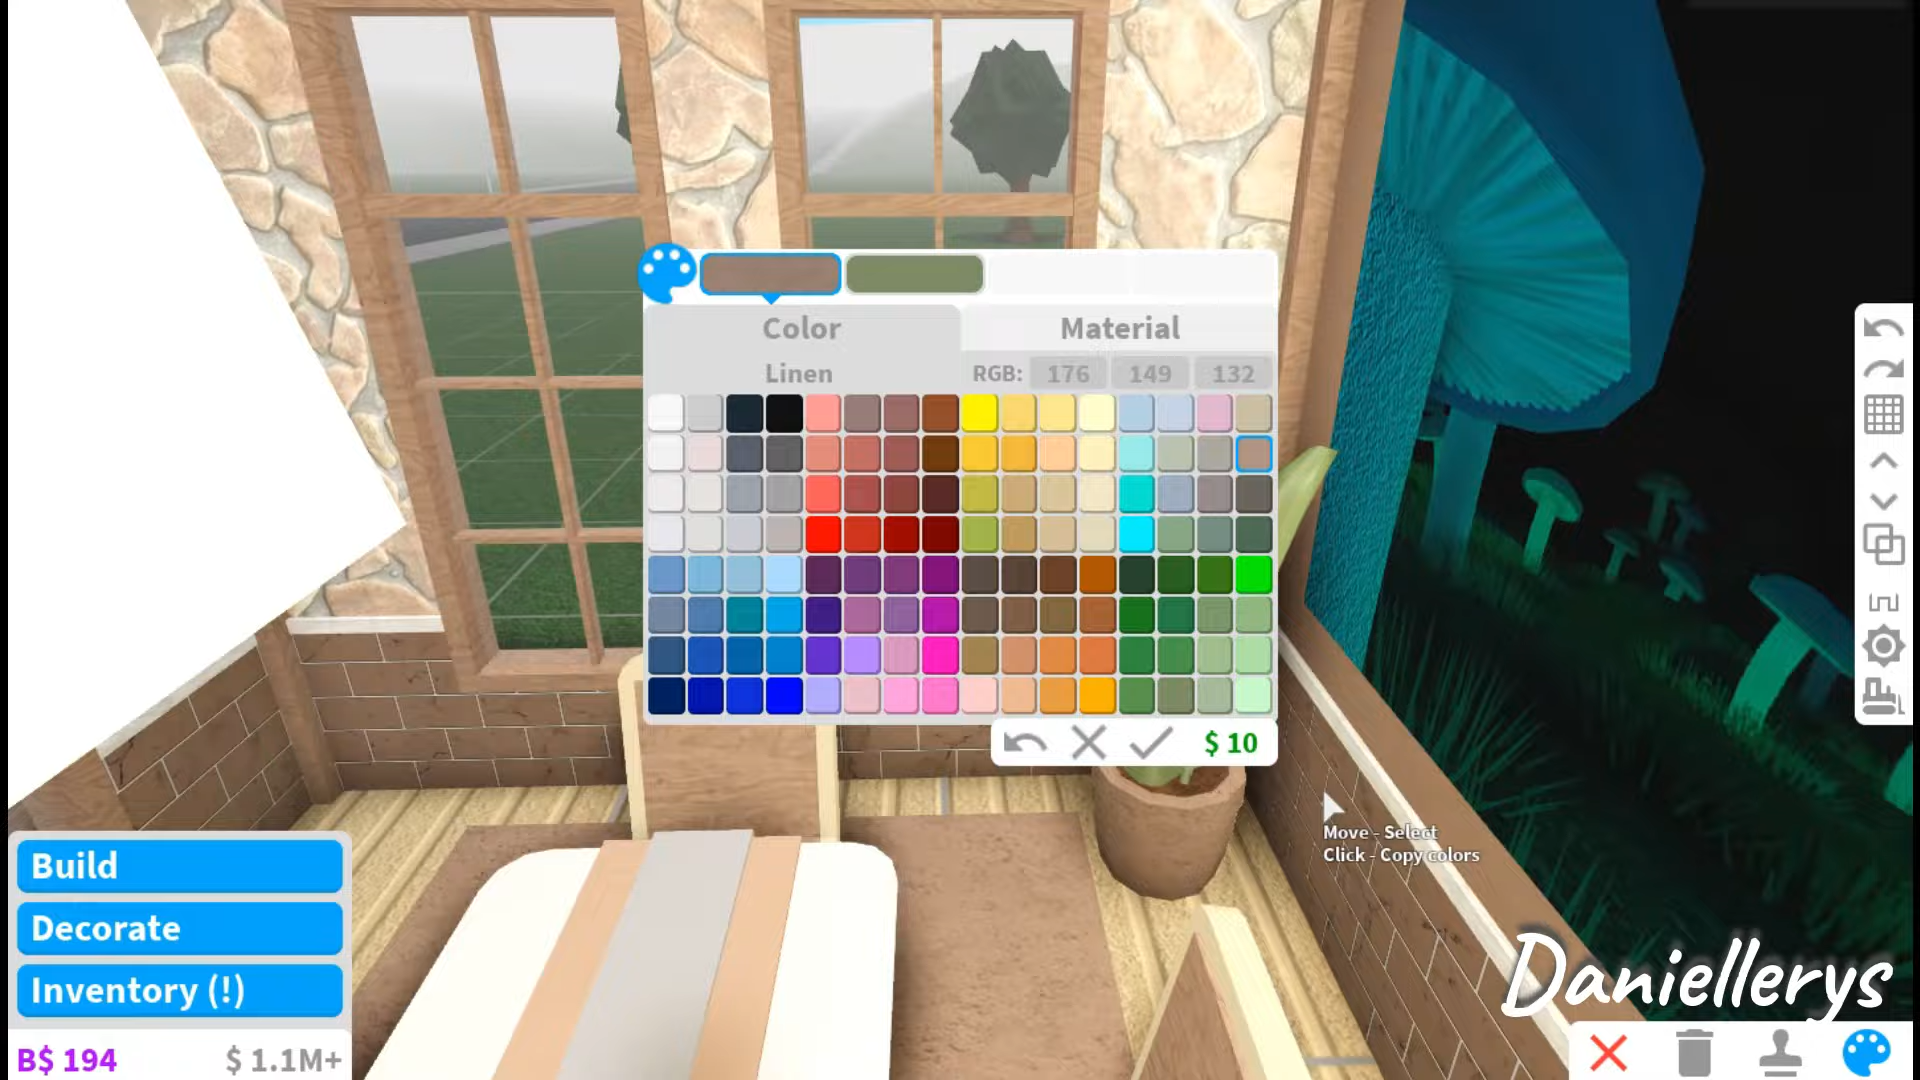 Color
Material
Linen
RGB: 176 149 132
$ 10
Move - Select
Click - Copy colors
Build
Decorate
Inventory (!)
B$ 194
$ 1.1M+
Daniellerys